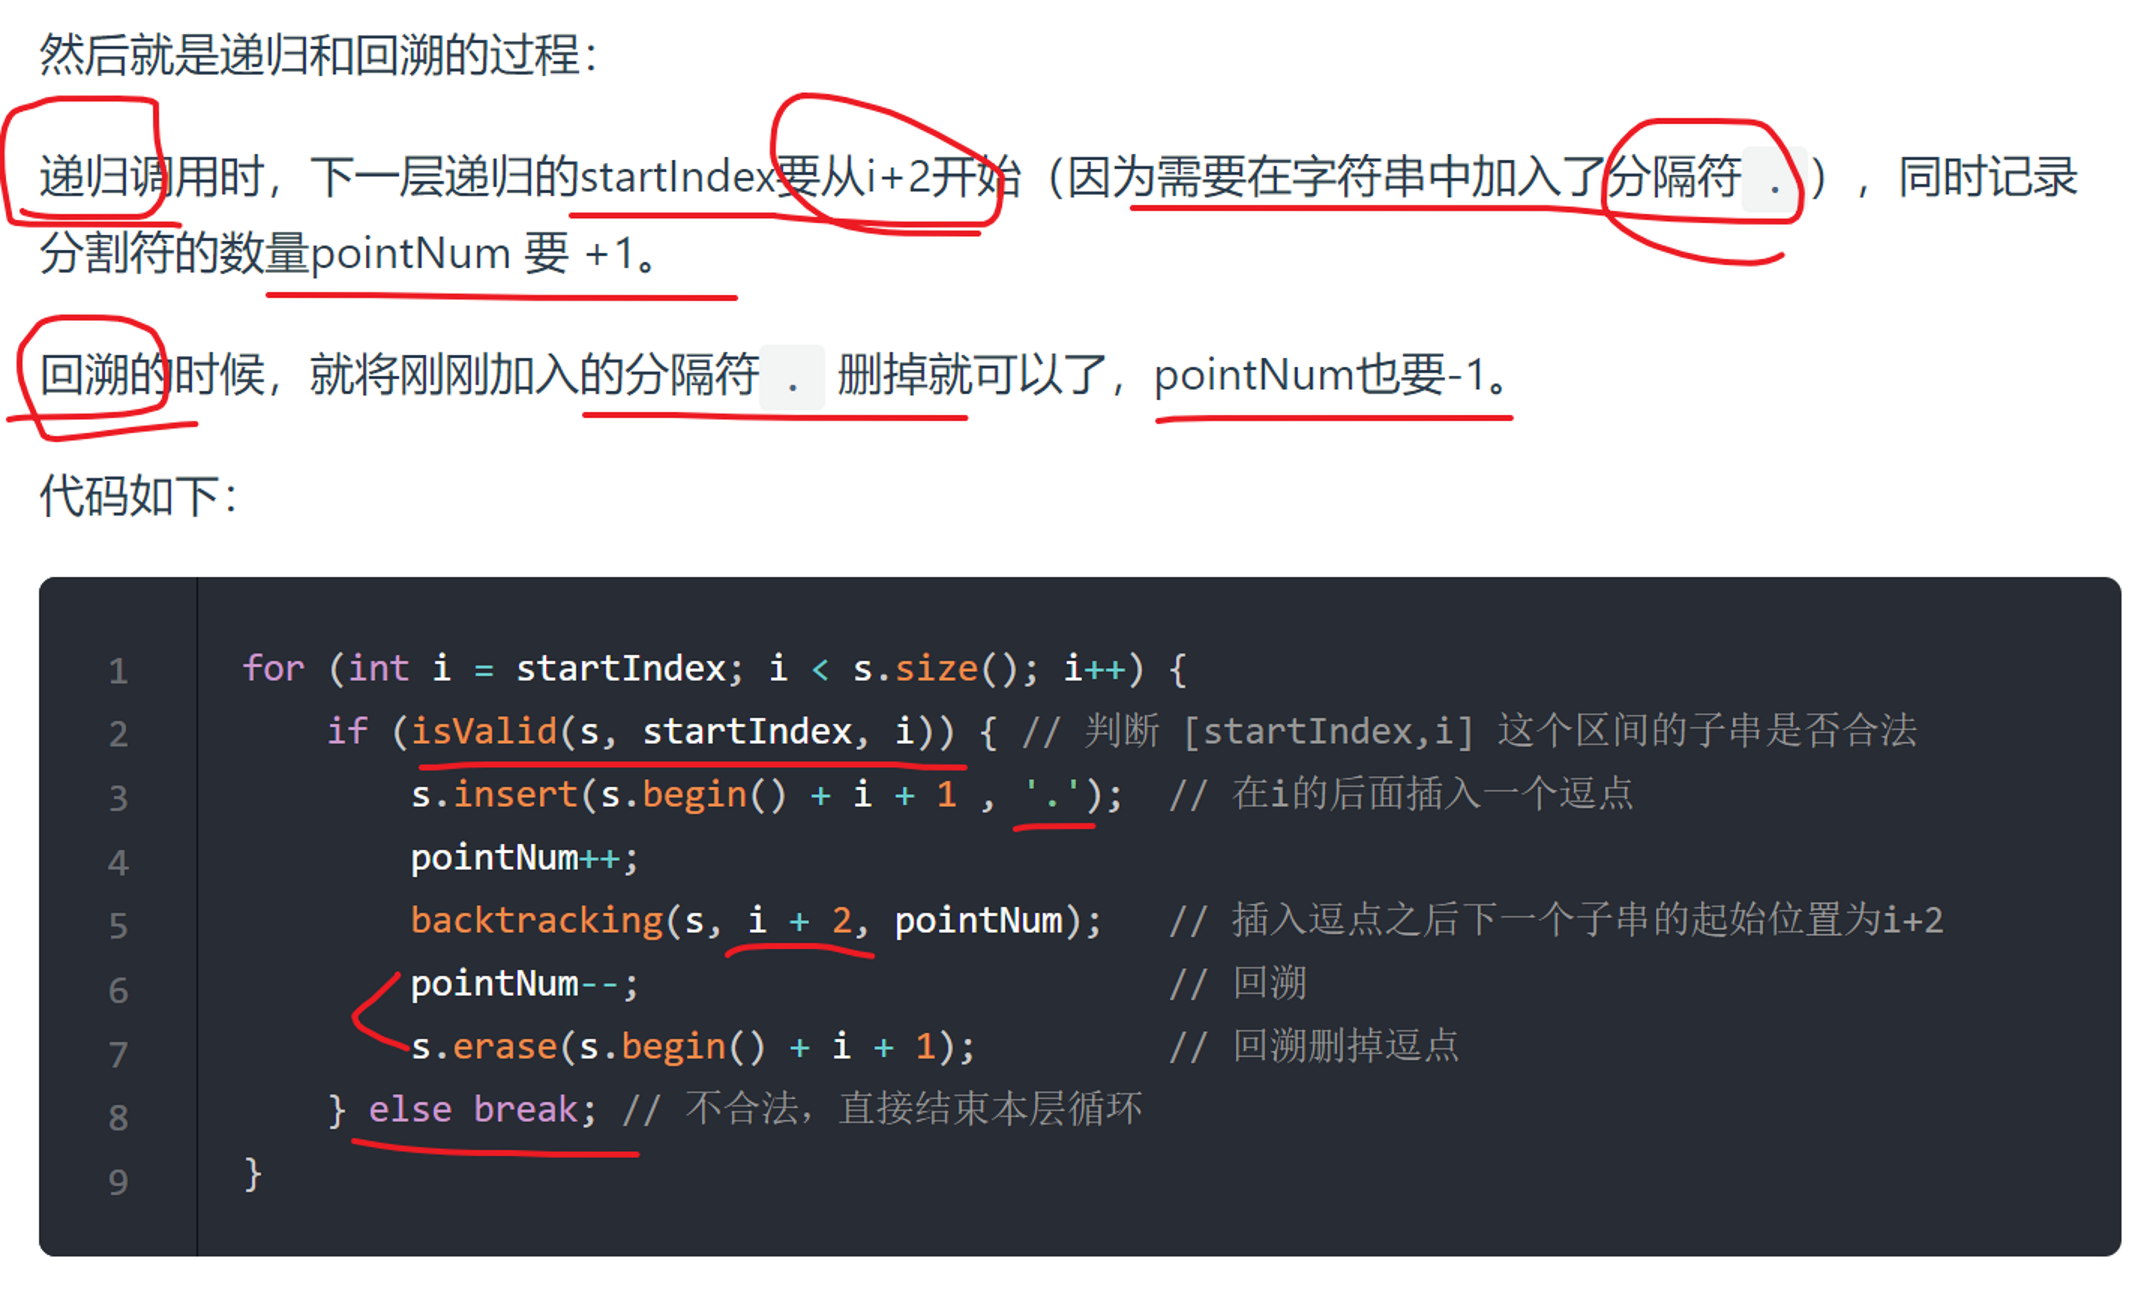 然后就是递归和回溯的过程：
递归调用时，下一层递归的startIndex要从i+2开始（因为需要在字符串中加入了分隔符 . ），同时记录
分割符的数量pointNum 要 +1。
回溯的时候，就将刚刚加入的分隔符 . 删掉就可以了，pointNum也要-1。
代码如下：
1 for (int i = startIndex; i < s.size(); i++) {
2     if (isValid(s, startIndex, i)) { // 判断 [startIndex,i] 这个区间的子串是否合法
3         s.insert(s.begin() + i + 1 , '.');  // 在i的后面插入一个逗点
4         pointNum++;
5         backtracking(s, i + 2, pointNum);   // 插入逗点之后下一个子串的起始位置为i+2
6         pointNum--;                         // 回溯
7         s.erase(s.begin() + i + 1);         // 回溯删掉逗点
8     } else break; // 不合法，直接结束本层循环
9 }